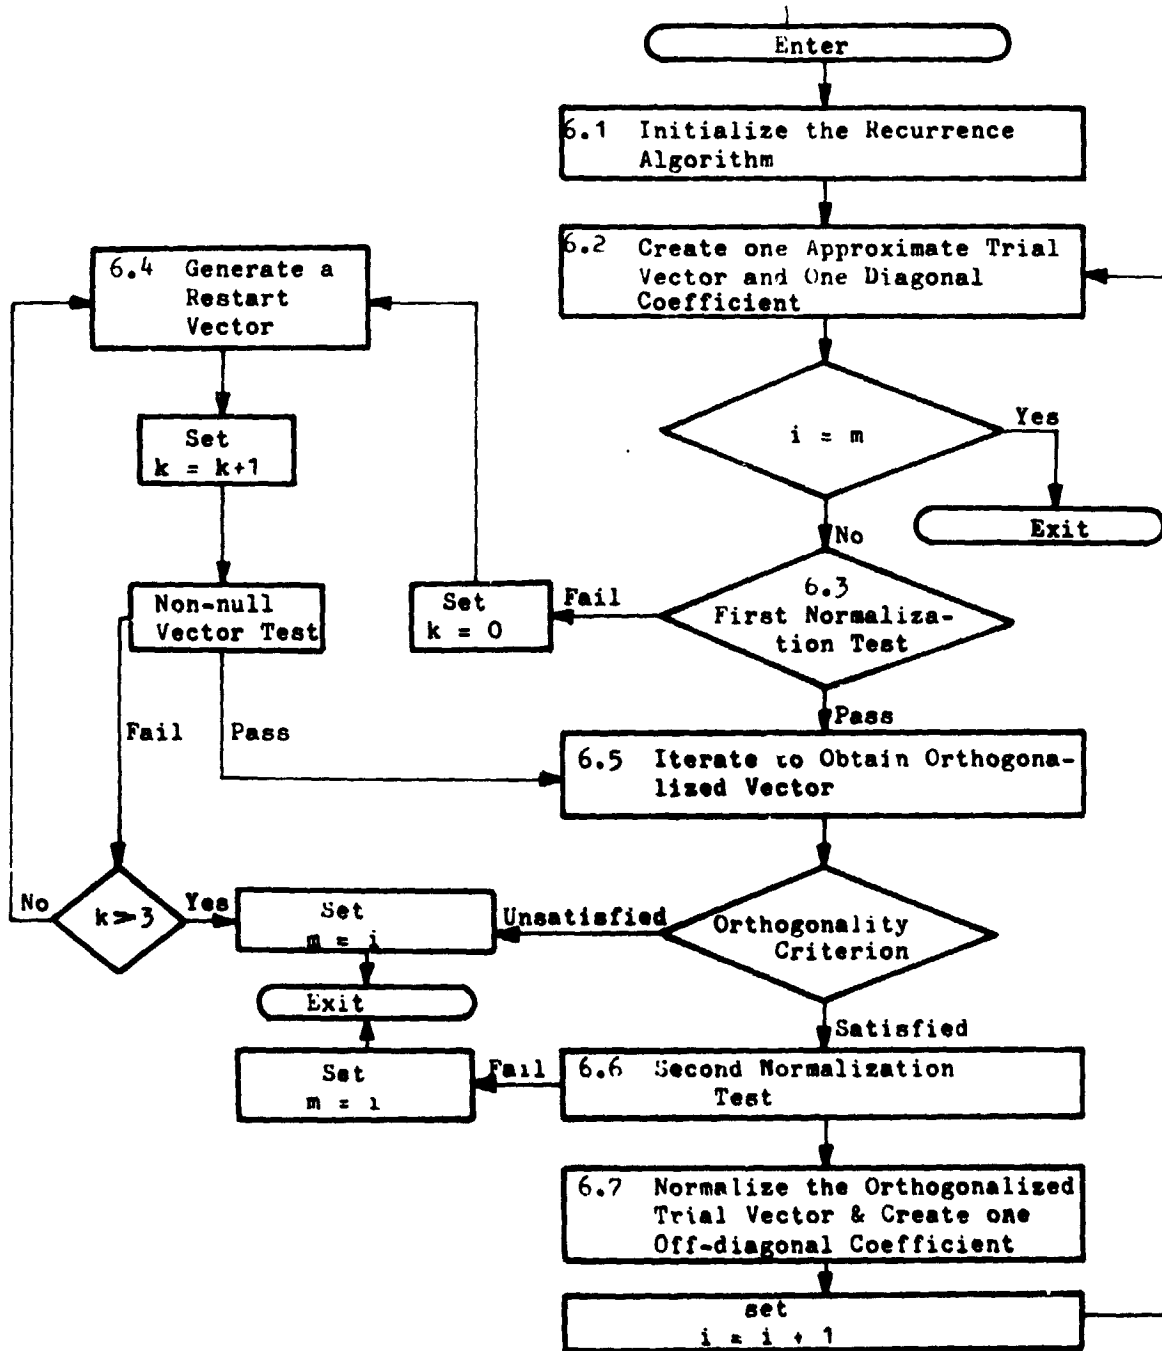 Enter
6.1 Initialize the Recurrence
Algorithm
6.2 Create one Approximate Trial
Vector and One Diagonal
Coefficient
6.4 Generate a
Restart
Vector
Set
k = k+1
i = m
Yes
Exit
No
6.3
First Normaliza-
tion Test
Fail
Set
k = 0
Non-null
Vector Test
Pass
Fail
Pass
6.5 Iterate to Obtain Orthogona-
lized Vector
No
k > 3
Yes
Set
m = i
Unsatisfied
Orthogonality
Criterion
Exit
Satisfied
Set
m = i
Fail
6.6 Second Normalization
Test
6.7 Normalize the Orthogonalized
Trial Vector & Create one
Off-diagonal Coefficient
set
i = i + 1